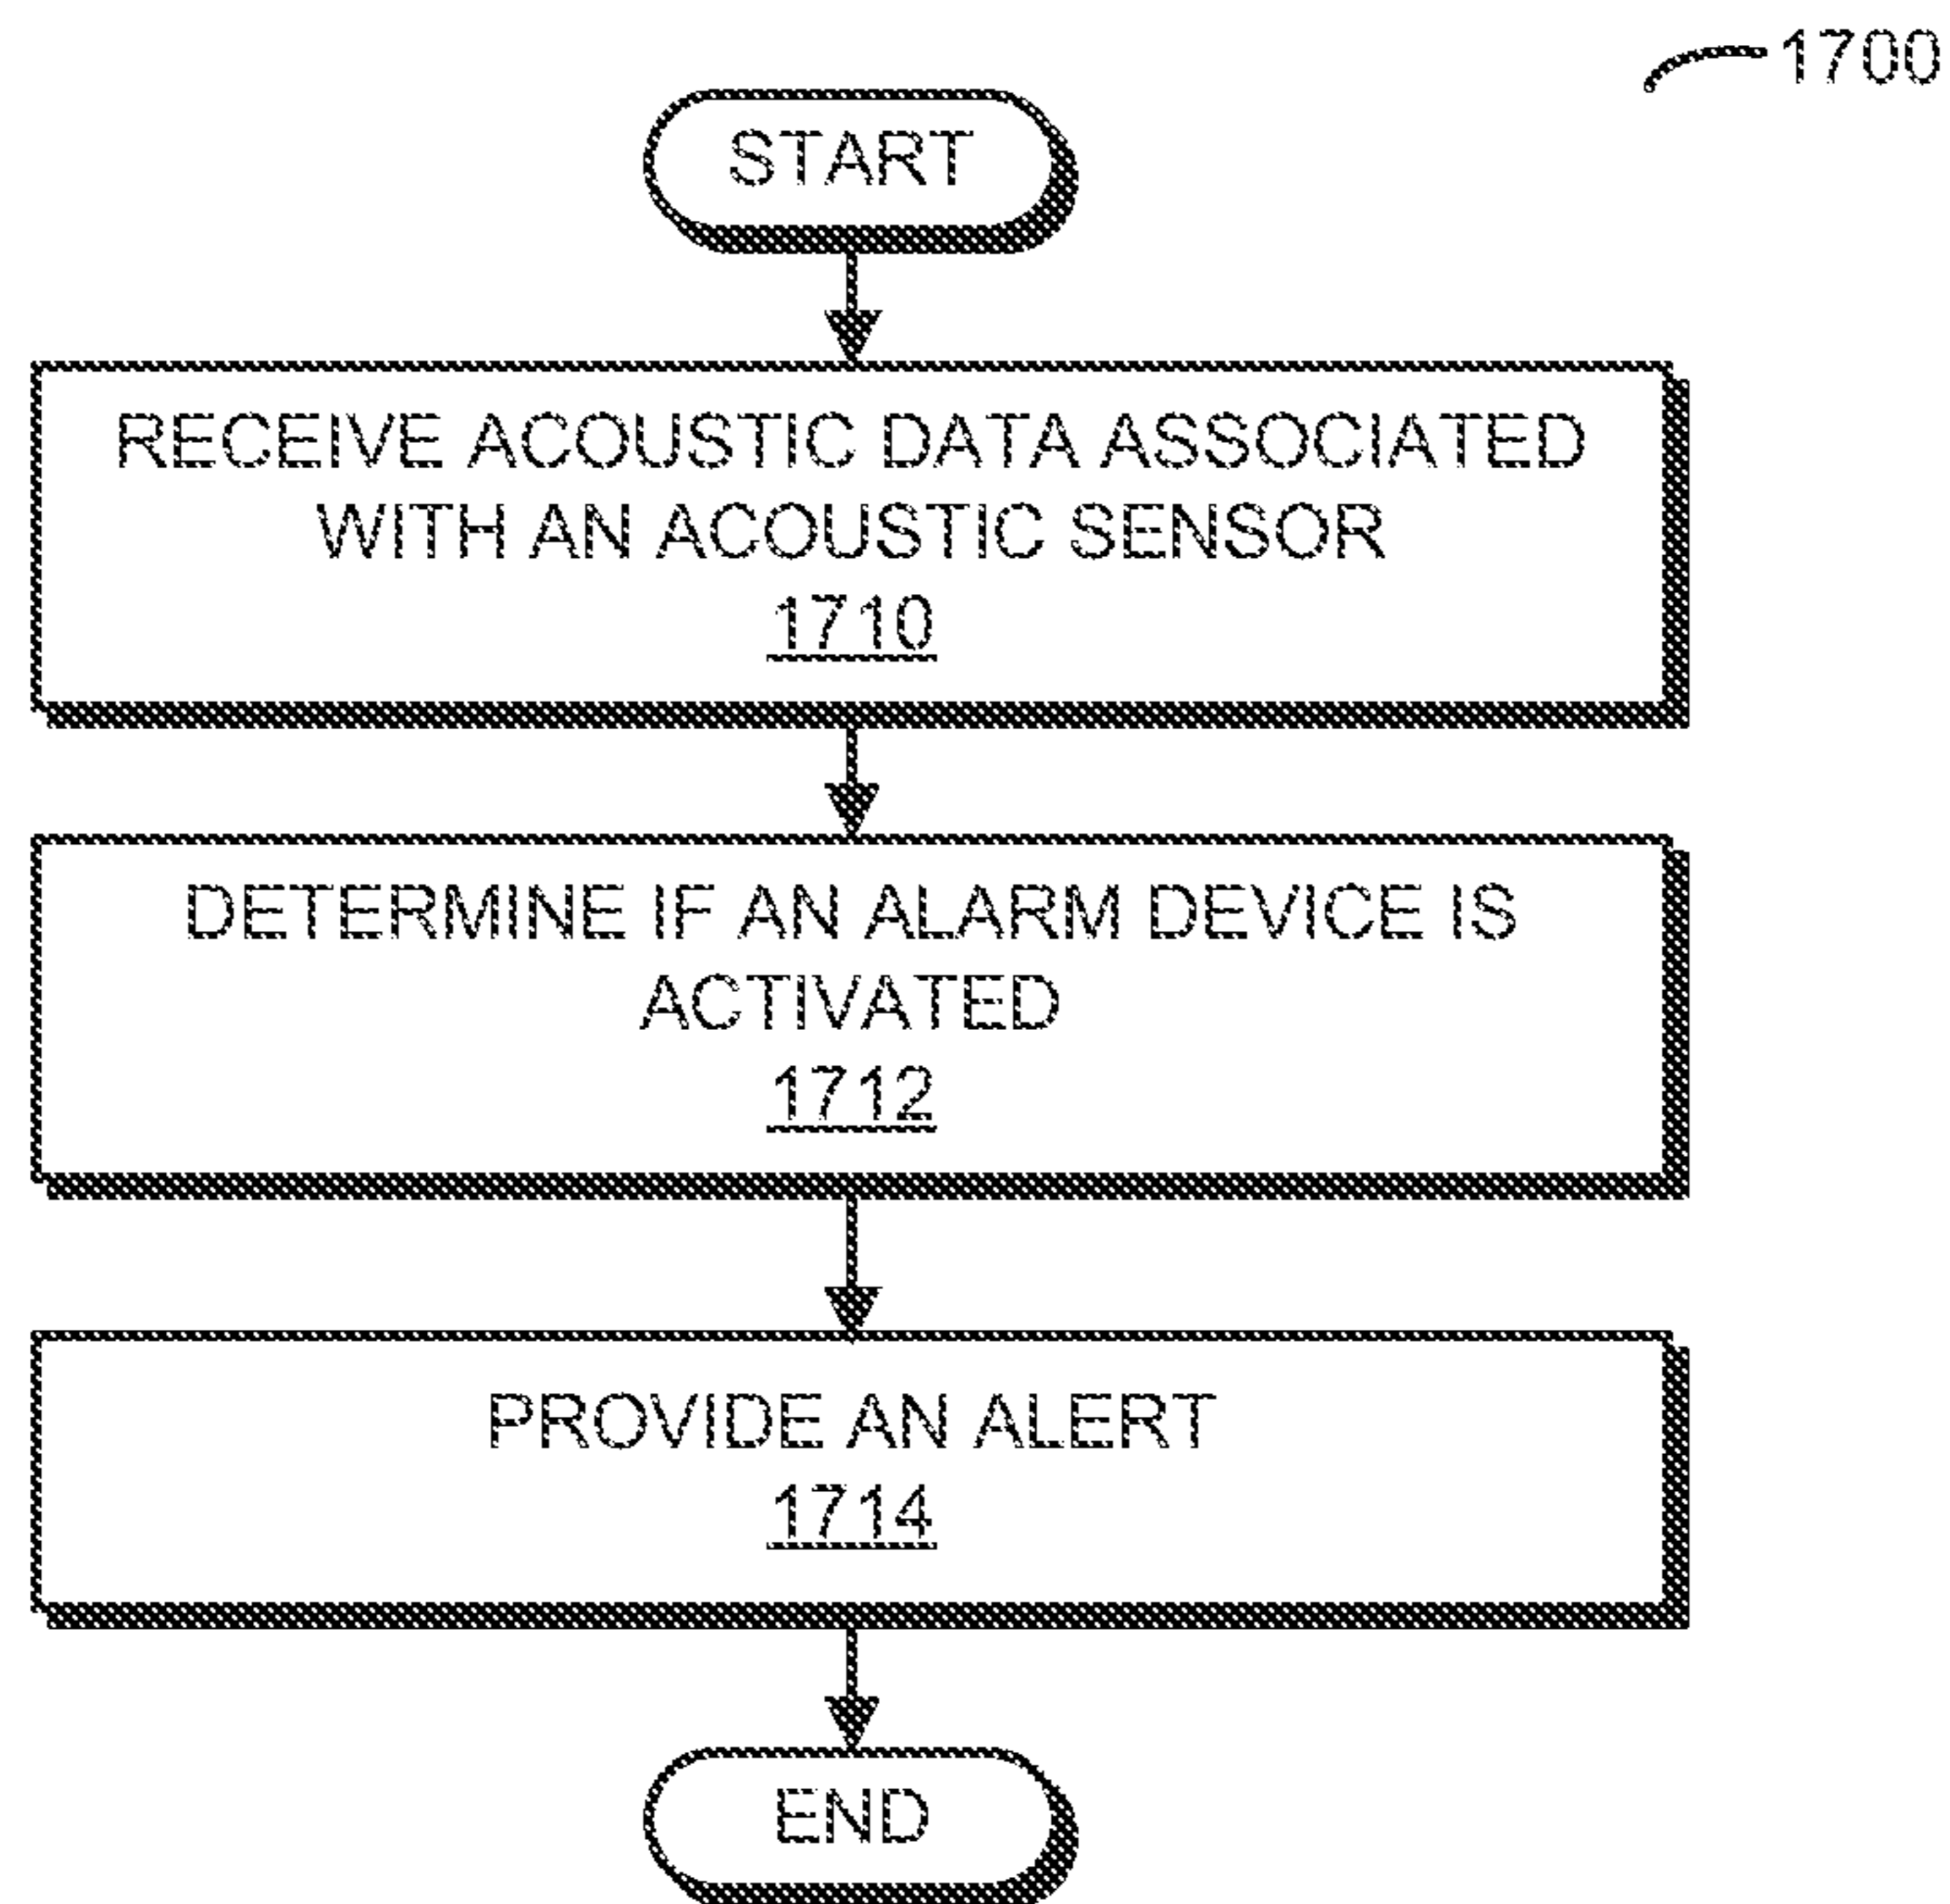 1700
START
RECEIVE ACOUSTIC DATA ASSOCIATED
WITH AN ACOUSTIC SENSOR
1710
DETERMINE IF AN ALARM DEVICE IS
ACTIVATED
1712
PROVIDE AN ALERT
1714
END